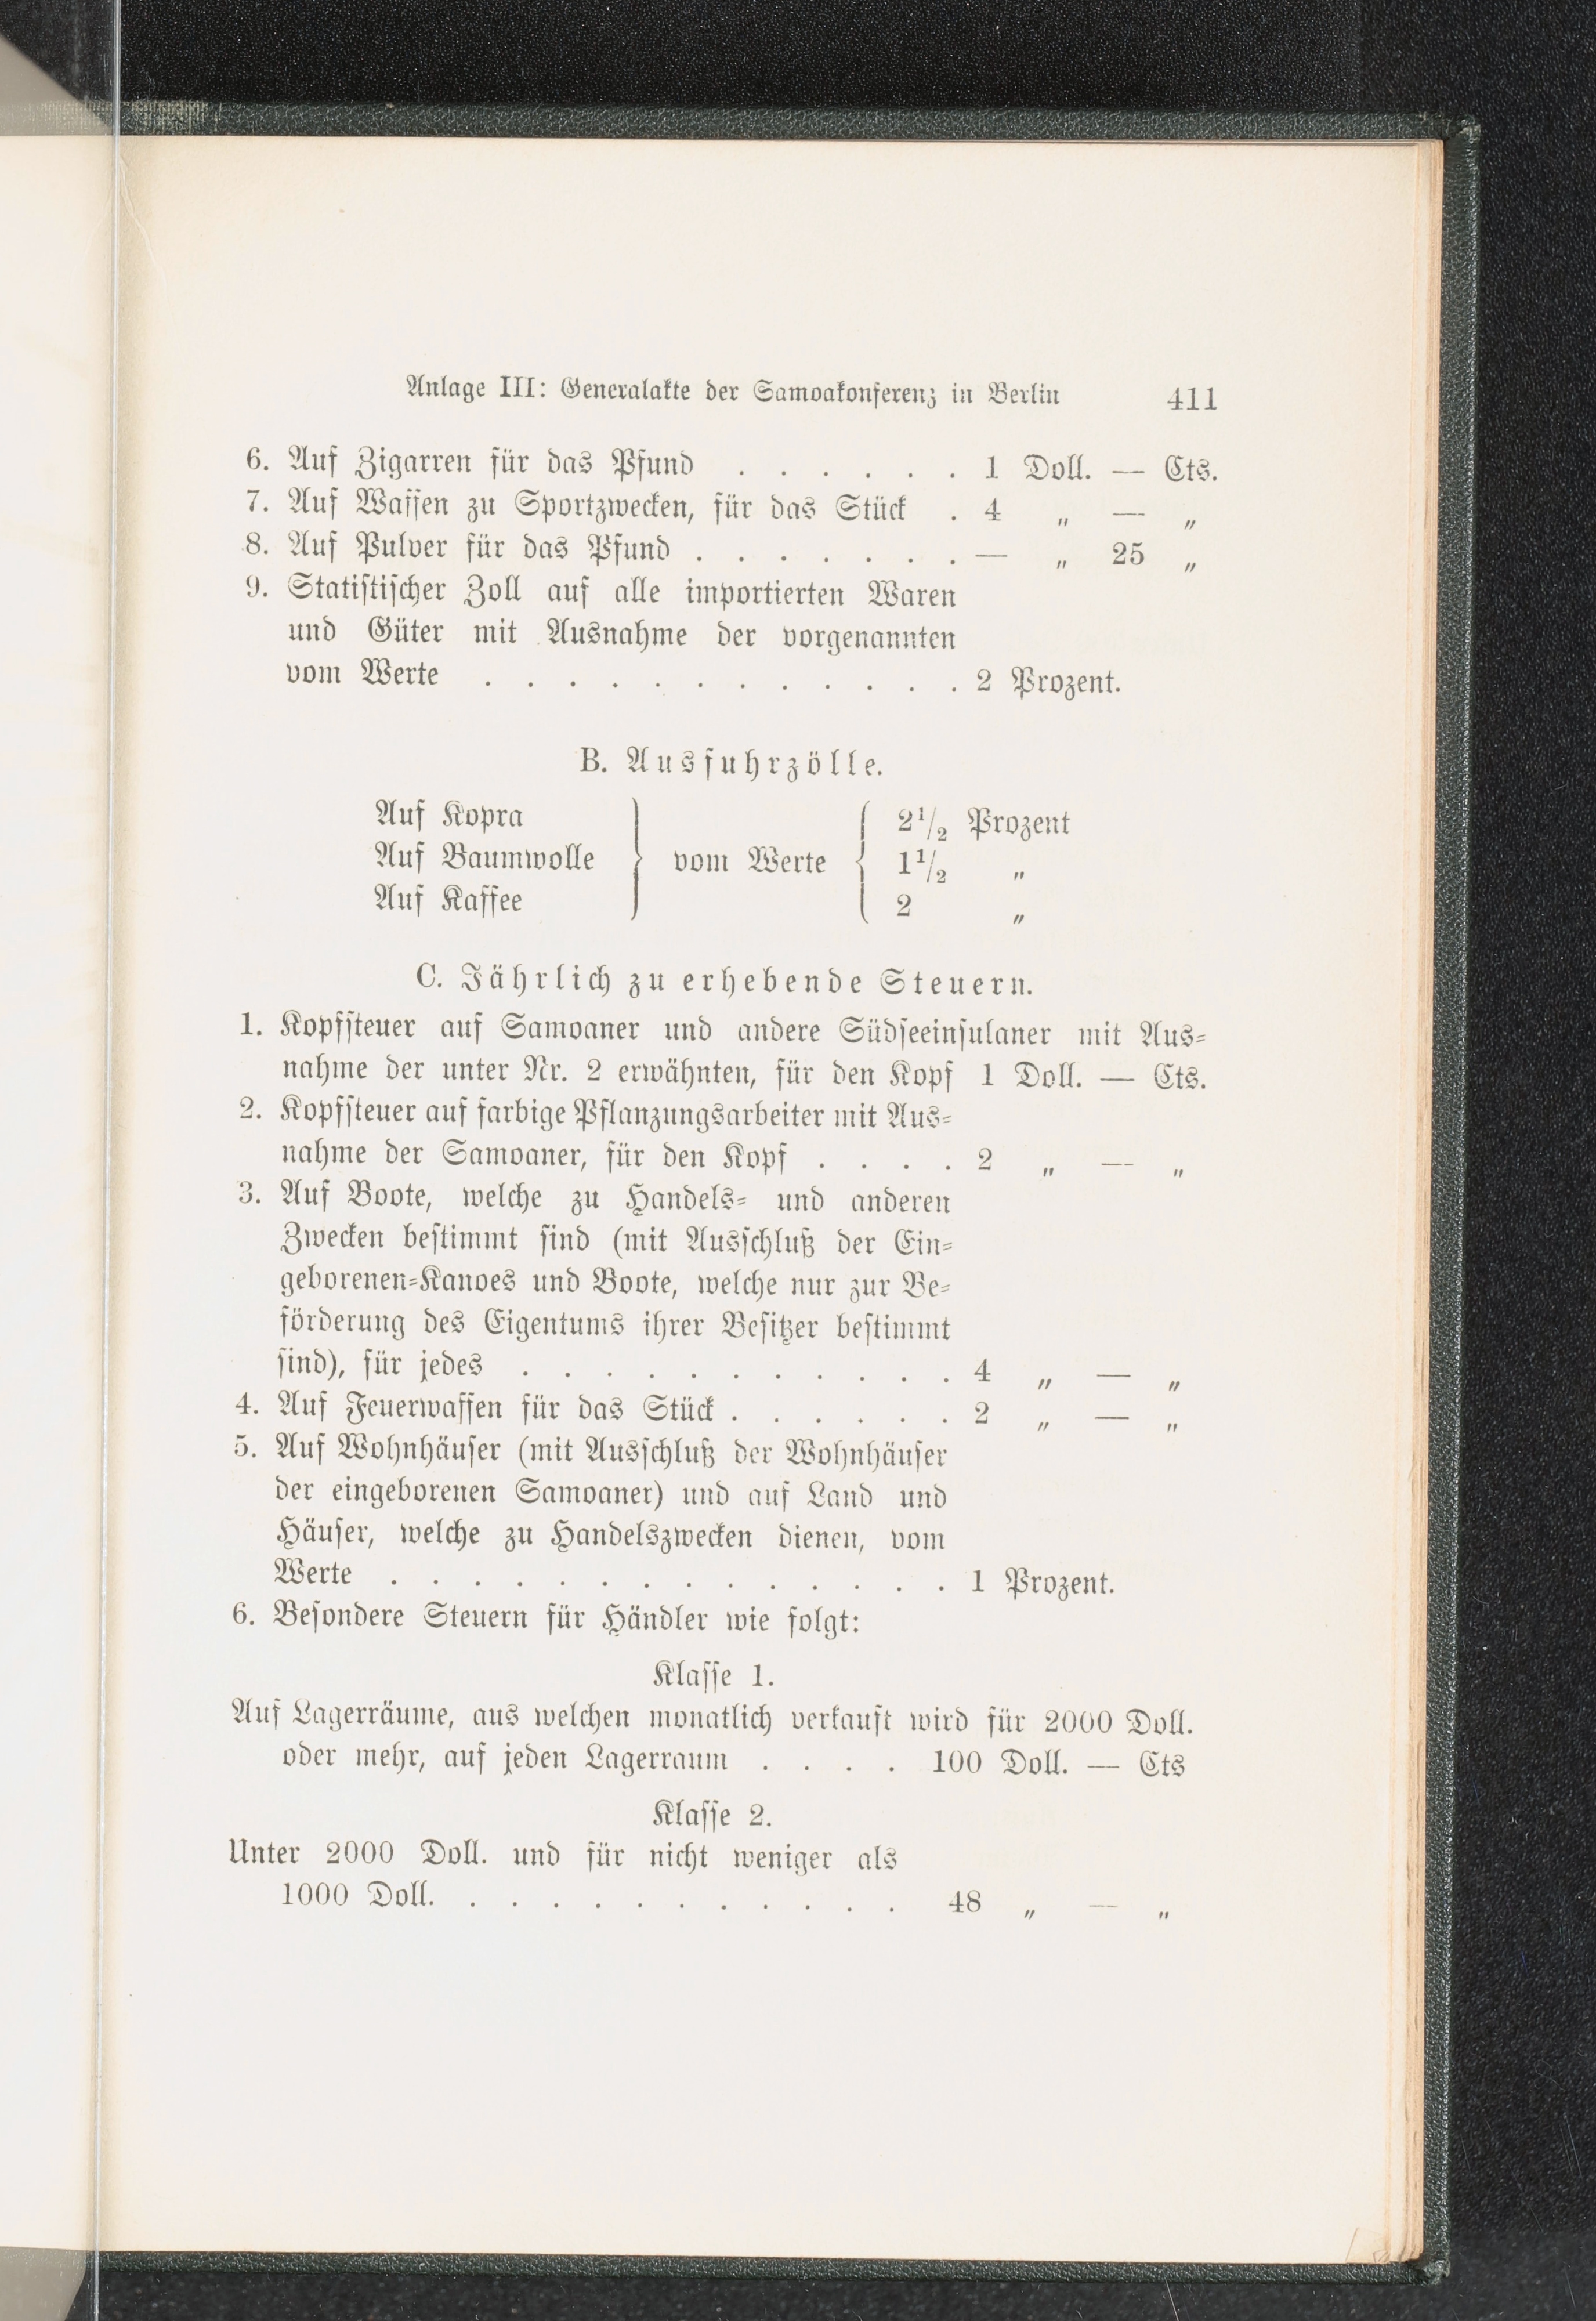 Anlage III: Generalakte der Samoakonferenz in Berlin 411
6. Auf Zigarren für das Pfund . . . . . . 1 Doll. — Cts.
7. Auf Waffen zu Sportzwecken, für das Stück . 4 „ — „
8. Auf Pulver für das Pfund . . . . . . . — „ 25 „
9. Statistischer Zoll auf alle importierten Waren
und Güter mit Ausnahme der vorgenannten
vom Werte . . . . . . . . . . . . 2 Prozent.
B. Ausfuhrzölle.
Auf Kopra 2 1/2 Prozent
Auf Baumwolle } vom Werte { 1 1/2 „
Auf Kaffee 2 „
C. Jährlich zu erhebende Steuern.
1. Kopfsteuer auf Samoaner und andere Südseeinsulaner mit Aus-
nahme der unter Nr. 2 erwähnten, für den Kopf 1 Doll. — Cts.
2. Kopfsteuer auf farbige Pflanzungsarbeiter mit Aus-
nahme der Samoaner, für den Kopf . . . . 2 „ — „
3. Auf Boote, welche zu Handels- und anderen
Zwecken bestimmt sind (mit Ausschluß der Ein-
geborenen-Kanoes und Boote, welche nur zur Be-
förderung des Eigentums ihrer Besitzer bestimmt
sind), für jedes . . . . . . . . . . . 4 „ — „
4. Auf Feuerwaffen für das Stück . . . . . . 2 „ — „
5. Auf Wohnhäuser (mit Ausschluß der Wohnhäuser
der eingeborenen Samoaner) und auf Land und
Häuser, welche zu Handelszwecken dienen, vom
Werte . . . . . . . . . . . . . . 1 Prozent.
6. Besondere Steuern für Händler wie folgt:
Klasse 1.
Auf Lagerräume, aus welchen monatlich verkauft wird für 2000 Doll.
oder mehr, auf jeden Lagerraum . . . . 100 Doll. — Cts
Klasse 2.
Unter 2000 Doll. und für nicht weniger als
1000 Doll. . . . . . . . . . . . 48 „ — „